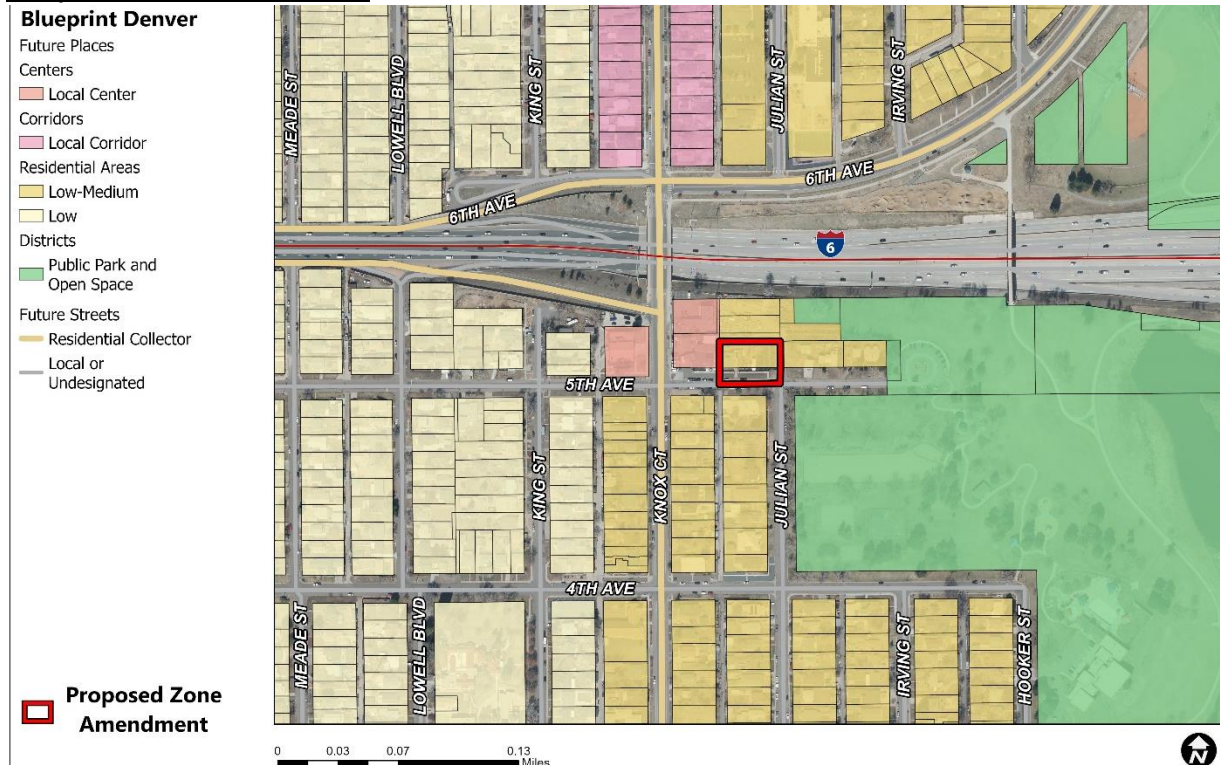 Blueprint Denver
Future Places
Centers
Local Center
Corridors
Local Corridor
Residential Areas
Low-Medium
Low
Districts
Public Park and
Open Space
Future Streets
Residential Collector
Local or
Undesignated
Proposed Zone
Amendment
MEADE ST
LOWELL BLVD
KING ST
JULIAN ST
IRVING ST
6TH AVE
6TH AVE
6
5TH AVE
KING ST
KNOX CT
JULIAN ST
4TH AVE
MEADE ST
LOWELL BLVD
IRVING ST
HOOKER ST
0 0.03 0.07 0.13
Miles
N